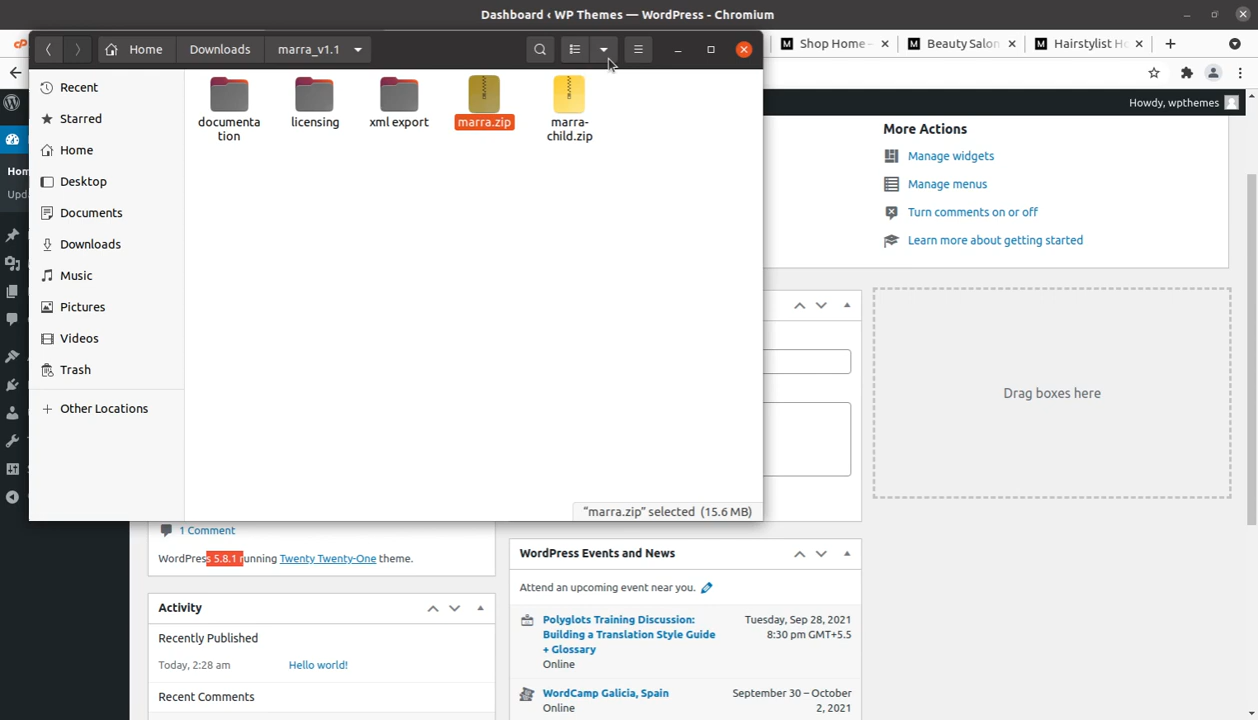 Dashboard ‹ WP Themes — WordPress - Chromium
Home Downloads marra_v1.1
Shop Home –
Beauty Salon
Hairstylist H
Howdy, wpthemes
Recent
Starred
Home
Desktop
Documents
Downloads
Music
Pictures
Videos
Trash
+ Other Locations
documenta
tion
licensing
xml export
marra.zip
marra-
child.zip
"marra.zip" selected (15.6 MB)
More Actions
Manage widgets
Manage menus
Turn comments on or off
Learn more about getting started
Drag boxes here
1 Comment
WordPress 5.8.1 running Twenty Twenty-One theme.
Activity
Recently Published
Today, 2:28 am Hello world!
Recent Comments
WordPress Events and News
Attend an upcoming event near you.
Polyglots Training Discussion:
Building a Translation Style Guide
+ Glossary
Online
Tuesday, Sep 28, 2021
8:30 pm GMT+5.5
WordCamp Galicia, Spain
Online
September 30 – October
2, 2021